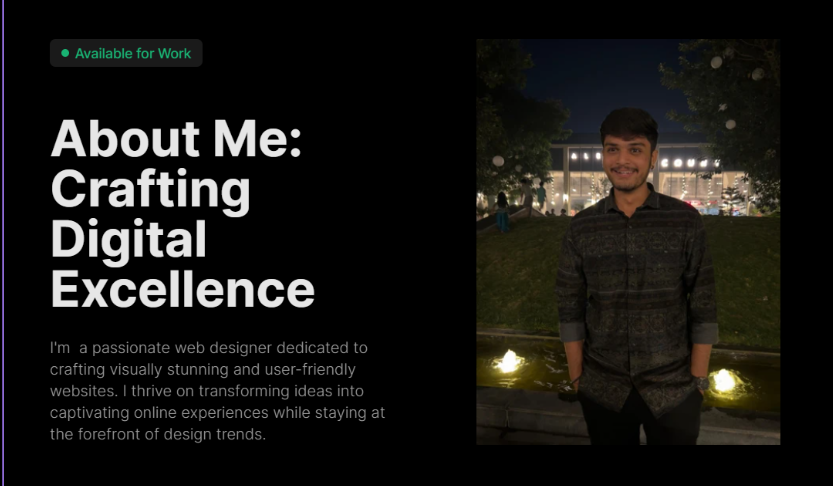 Available for Work
About Me:
Crafting
Digital
Excellence
I'm  a passionate web designer dedicated to
crafting visually stunning and user-friendly
websites. I thrive on transforming ideas into
captivating online experiences while staying at
the forefront of design trends.